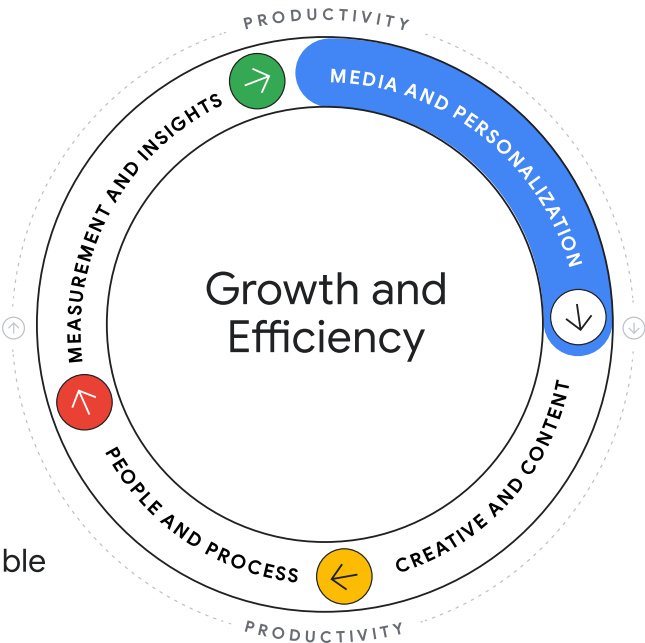 PRODUCTIVITY
MEDIA AND PERSONALIZATION
MEASUREMENT AND INSIGHTS
Growth and
Efficiency
CREATIVE AND CONTENT
PEOPLE AND PROCESS
ble
PRODUCTIVITY